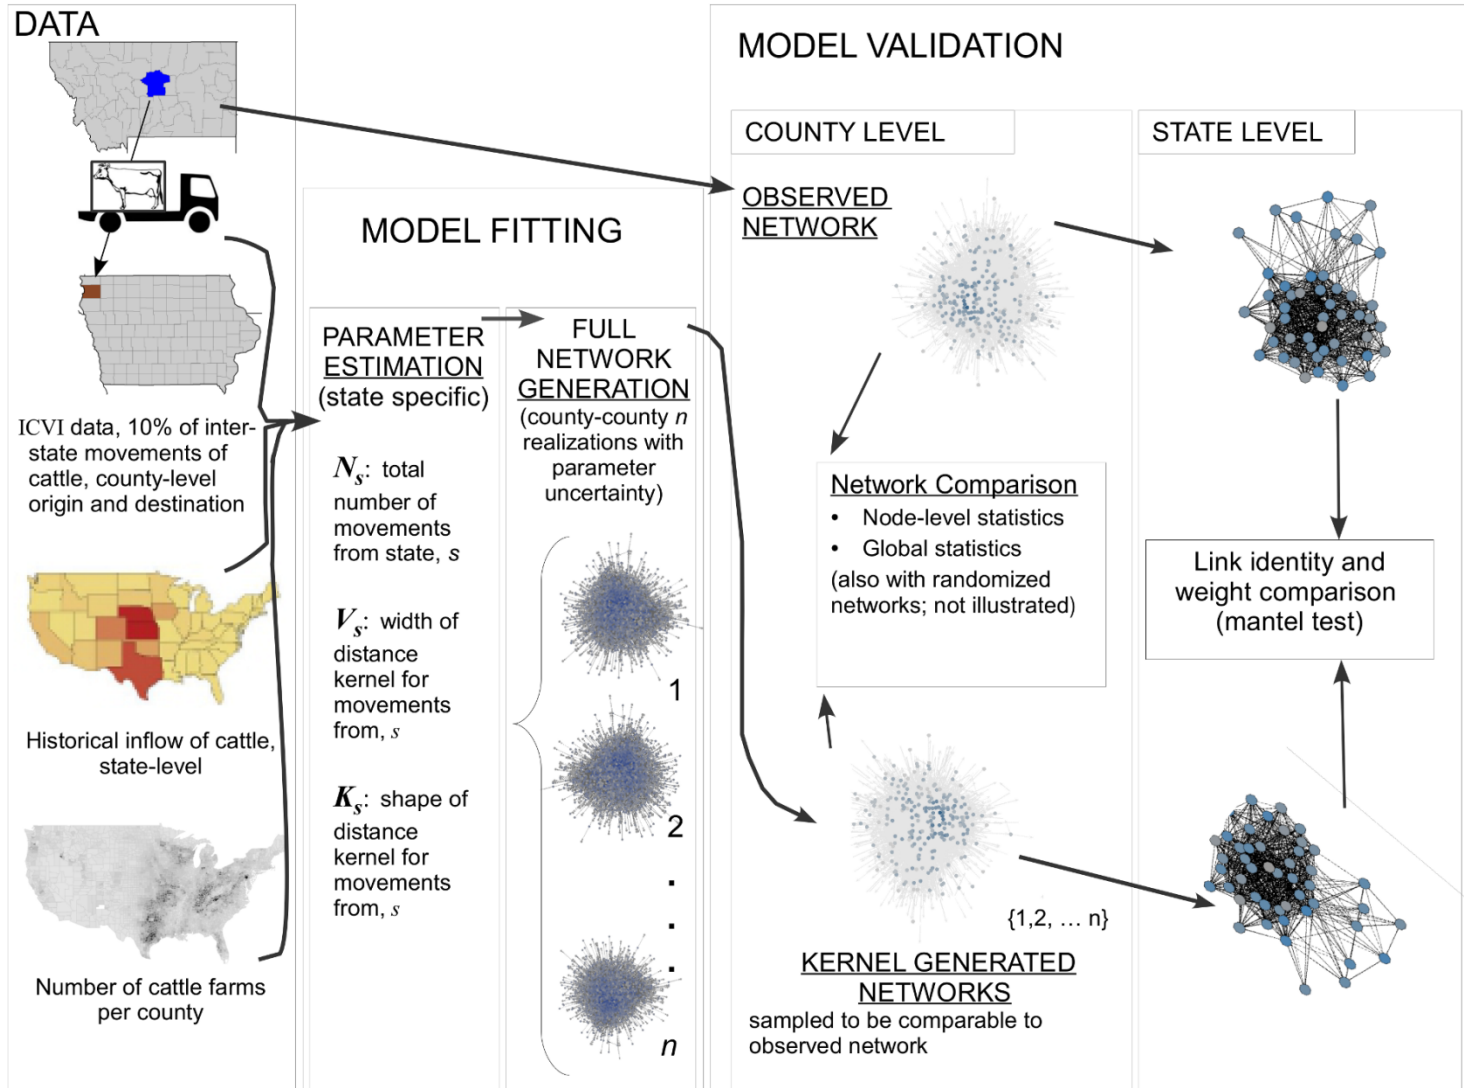 DATA
ICVI data, 10% of inter-
state movements of
cattle, county-level
origin and destination
Historical inflow of cattle,
state-level
Number of cattle farms
per county
MODEL FITTING
PARAMETER
ESTIMATION
(state specific)
Nₛ: total
number of
movements
from state, s
Vₛ: width of
distance
kernel for
movements
from, s
Kₛ: shape of
distance
kernel for
movements
from, s
FULL
NETWORK
GENERATION
(county-county n
realizations with
parameter
uncertainty)
1
2
.
.
.
n
MODEL VALIDATION
COUNTY LEVEL
OBSERVED
NETWORK
Network Comparison
• Node-level statistics
• Global statistics
(also with randomized
networks; not illustrated)
{1,2, … n}
KERNEL GENERATED
NETWORKS
sampled to be comparable to
observed network
STATE LEVEL
Link identity and
weight comparison
(mantel test)